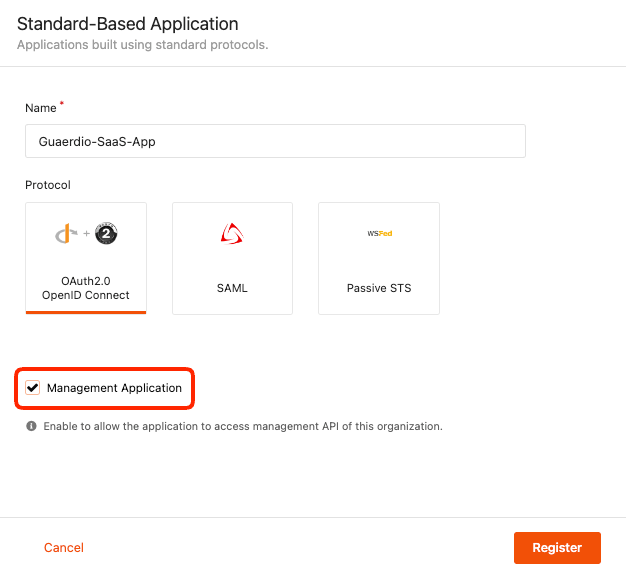 Standard-Based Application
Applications built using standard protocols.
Name *
Guaerdio-SaaS-App
Protocol
+ 2
WSFed
OAuth2.0
OpenID Connect
SAML
Passive STS
Management Application
Enable to allow the application to access management API of this organization.
Cancel
Register